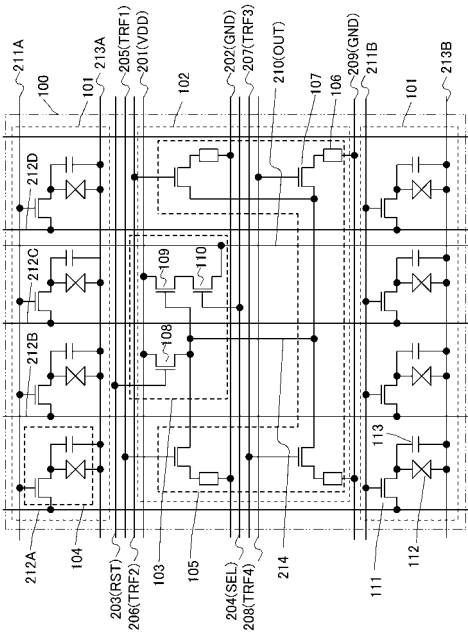 211A
100
101
213A
205(TRF1)
201(VDD)
102
202(GND)
207(TRF3)
210(OUT)
107
106
209(GND)
211B
101
213B
212D
212C
212B
109
110
108
113
212A
104
203(RST)
206(TRF2)
103
105
204(SEL)
208(TRF4)
214
111
112